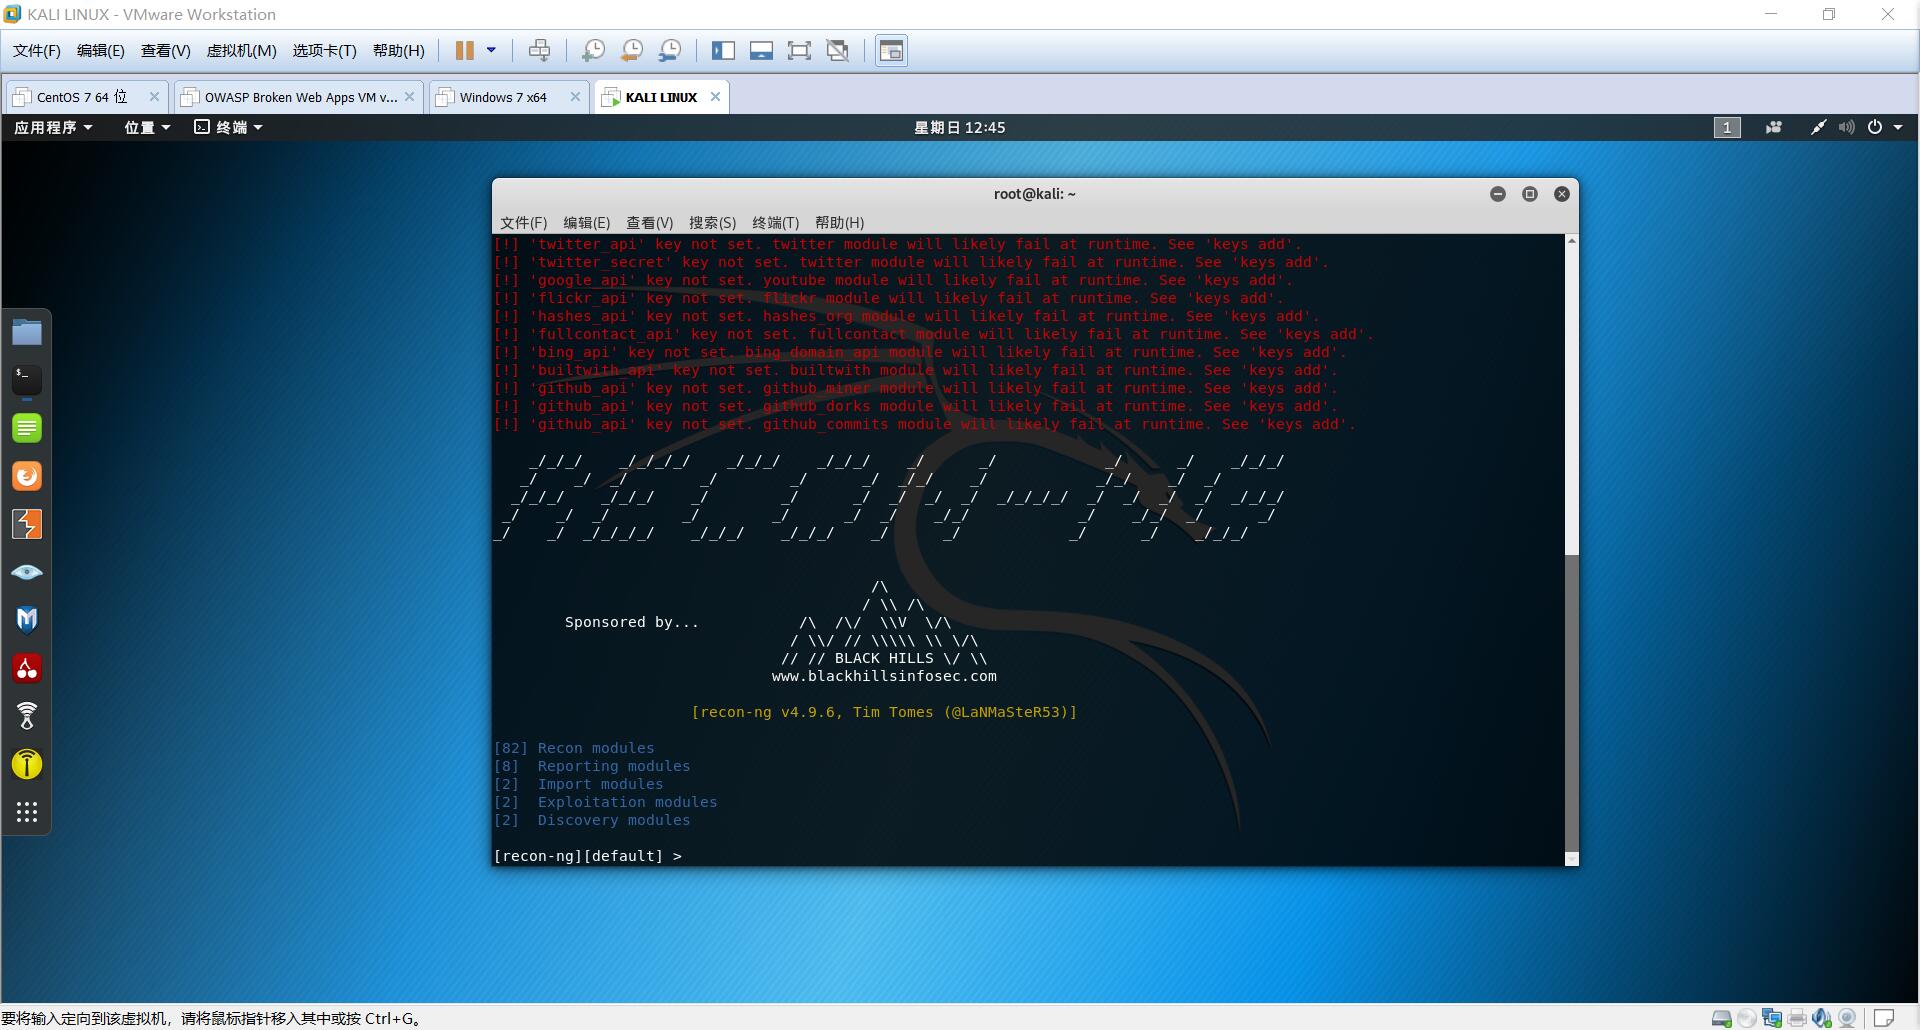 KALI LINUX - VMware Workstation
文件(F) 编辑(E) 查看(V) 虚拟机(M) 选项卡(T) 帮助(H)
CentOS 7 64 位 OWASP Broken Web Apps VM v... Windows 7 x64 KALI LINUX
应用程序 位置 终端 星期日 12:45 1
root@kali: ~
文件(F) 编辑(E) 查看(V) 搜索(S) 终端(T) 帮助(H)
[!] 'twitter_api' key not set. twitter module will likely fail at runtime. See 'keys add'.
[!] 'twitter_secret' key not set. twitter module will likely fail at runtime. See 'keys add'.
[!] 'google_api' key not set. youtube module will likely fail at runtime. See 'keys add'.
[!] 'flickr_api' key not set. flickr module will likely fail at runtime. See 'keys add'.
[!] 'hashes_api' key not set. hashes_org module will likely fail at runtime. See 'keys add'.
[!] 'fullcontact_api' key not set. fullcontact module will likely fail at runtime. See 'keys add'.
[!] 'bing_api' key not set. bing_domain_api module will likely fail at runtime. See 'keys add'.
[!] 'builtwith_api' key not set. builtwith module will likely fail at runtime. See 'keys add'.
[!] 'github_api' key not set. github_miner module will likely fail at runtime. See 'keys add'.
[!] 'github_api' key not set. github_dorks module will likely fail at runtime. See 'keys add'.
[!] 'github_api' key not set. github_commits module will likely fail at runtime. See 'keys add'.
RECON-NG
Sponsored by...
BLACK HILLS
www.blackhillsinfosec.com
[recon-ng v4.9.6, Tim Tomes (@LaNMaSteR53)]
[82] Recon modules
[8] Reporting modules
[2] Import modules
[2] Exploitation modules
[2] Discovery modules
[recon-ng][default] >
要将输入定向到该虚拟机，请将鼠标指针移入其中或按 Ctrl+G。